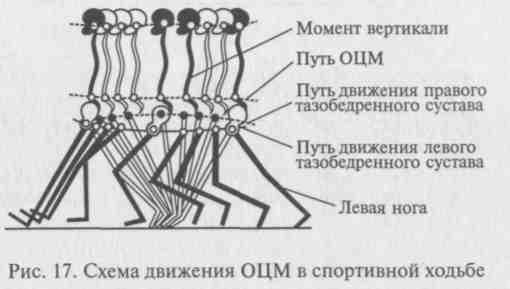 Момент вертикали
Путь ОЦМ
Путь движения правого
тазобедренного сустава
Путь движения левого
тазобедренного сустава
Левая нога
Рис. 17. Схема движения ОЦМ в спортивной ходьбе